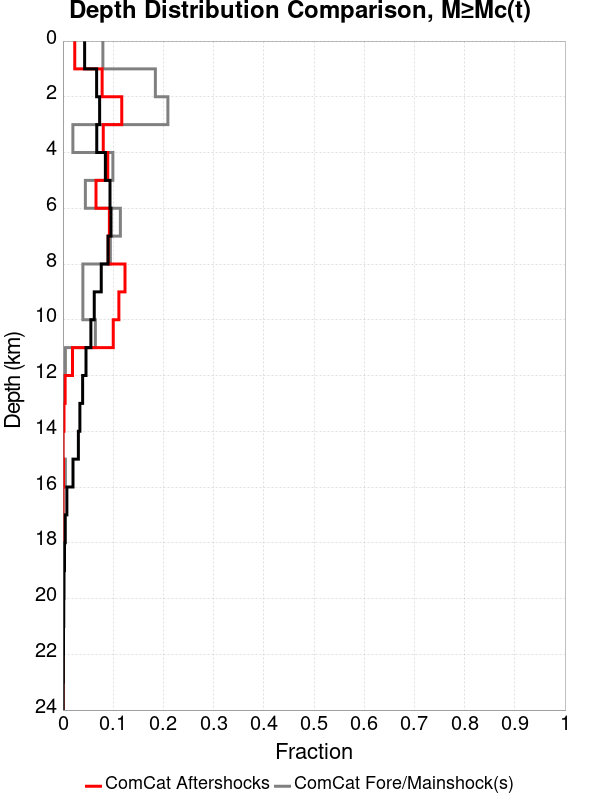 Depth Distribution Comparison, M≥Mc(t)
0
2
4
6
8
10
12
14
16
18
20
22
24
Depth (km)
0 0.1 0.2 0.3 0.4 0.5 0.6 0.7 0.8 0.9 1
Fraction
ComCat Aftershocks ComCat Fore/Mainshock(s)